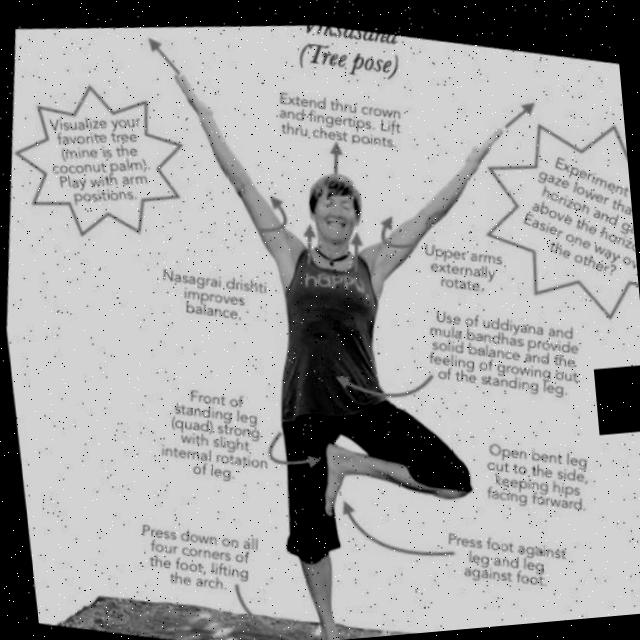 Vrksasana
(Tree pose)
Extend thru crown
and fingertips. Lift
thru chest points.
Visualize your
favorite tree
(mine is the
coconut palm).
Play with arm
positions.
Experiment
gaze lower tha
horizon and ga
above the horiz
Easier one way o
the other?
Nasagrai drishti
improves
balance.
Upper arms
externally
rotate.
Use of uddiyana and
mula bandhas provide
solid balance and the
feeling of growing out
of the standing leg.
Front of
standing leg
(quad) strong
with slight
internal rotation
of leg.
Open bent leg
out to the side,
keeping hips
facing forward.
Press down on all
four corners of
the foot, lifting
the arch.
Press foot against
leg and leg
against foot.